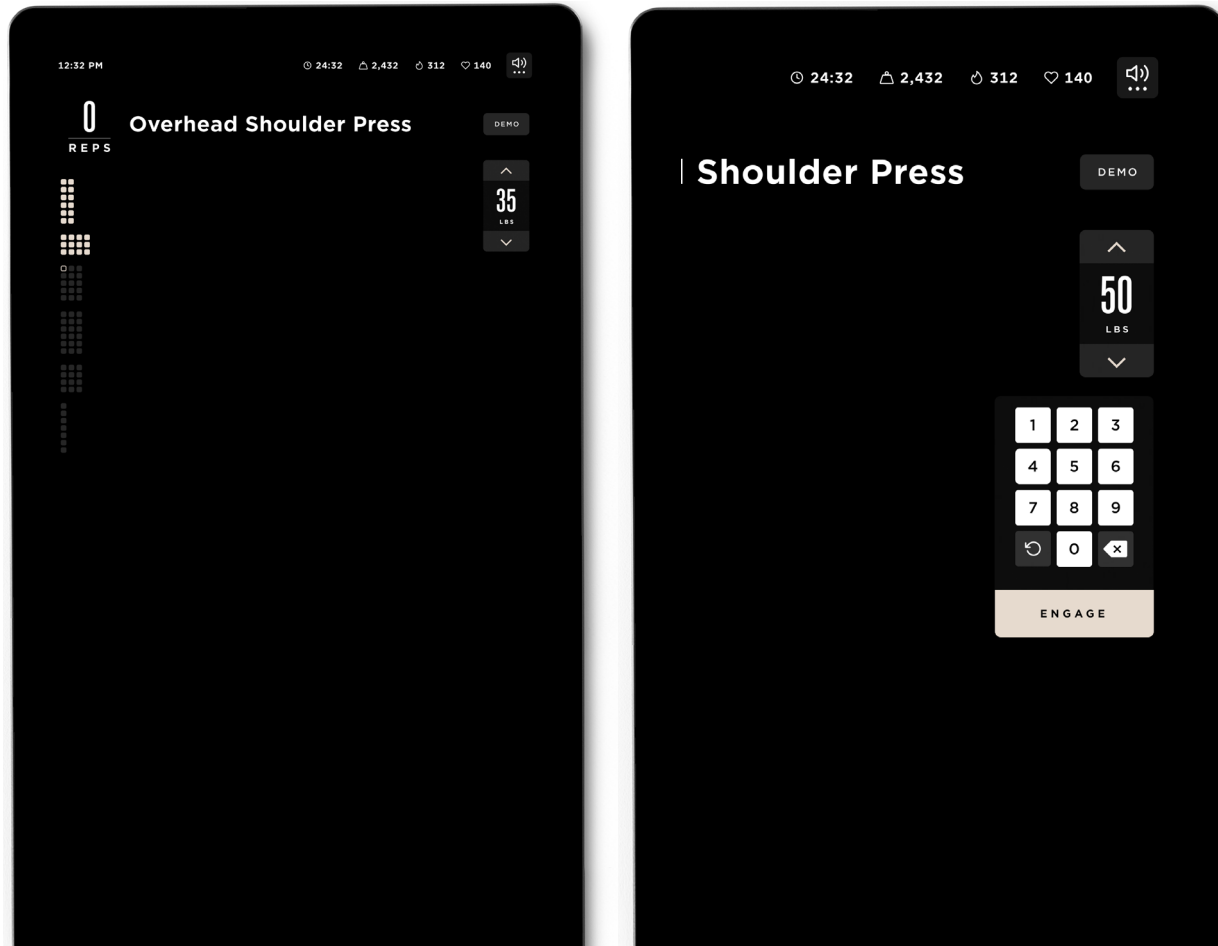 12:32 PM 24:32 2,432 312 140
0
REPS
Overhead Shoulder Press
DEMO
35
LBS
24:32 2,432 312 140
Shoulder Press
DEMO
50
LBS
1 2 3
4 5 6
7 8 9
0
ENGAGE